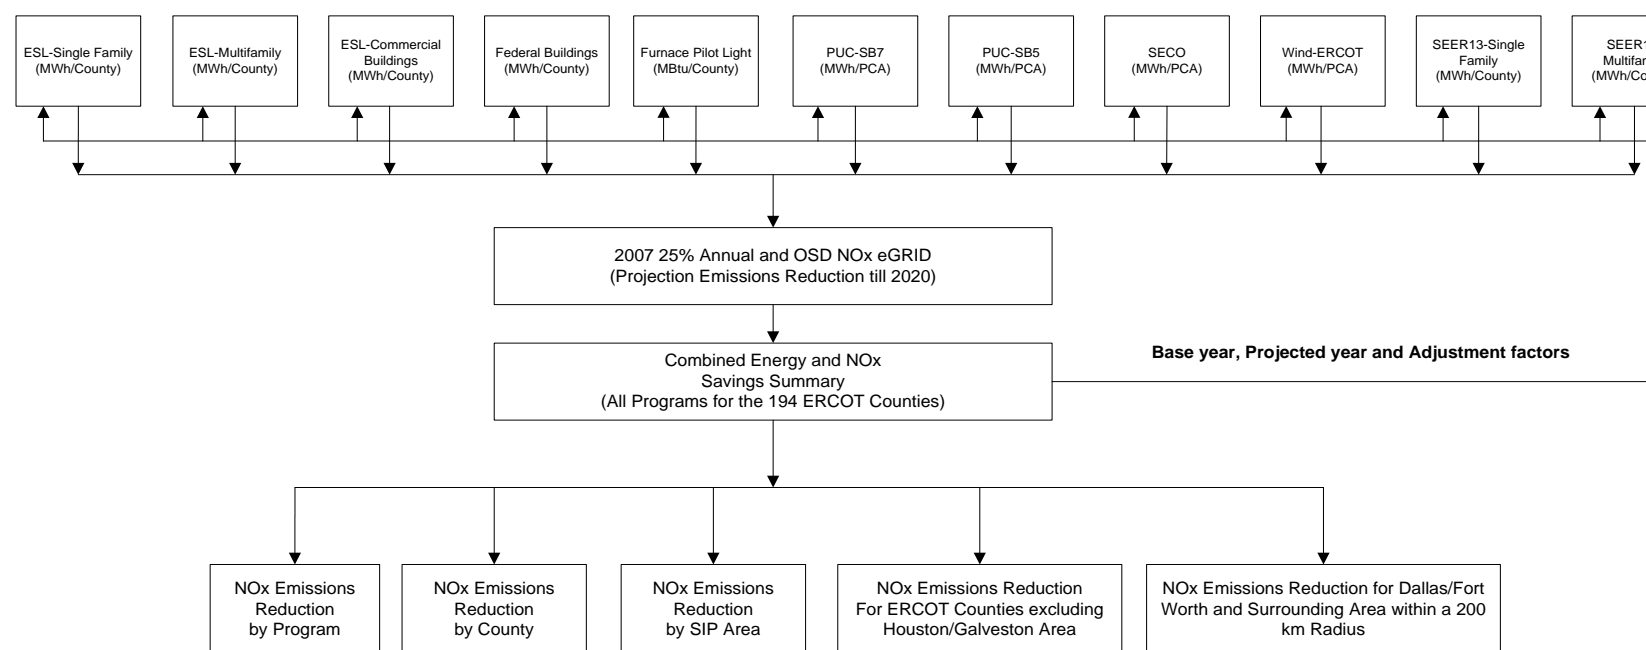 ESL-Single Family
(MWh/County)
ESL-Multifamily
(MWh/County)
ESL-Commercial
Buildings
(MWh/County)
Federal Buildings
(MWh/County)
Furnace Pilot Light
(MBtu/County)
PUC-SB7
(MWh/PCA)
PUC-SB5
(MWh/PCA)
SECO
(MWh/PCA)
Wind-ERCOT
(MWh/PCA)
SEER13-Single
Family
(MWh/County)
2007 25% Annual and OSD NOx eGRID
(Projection Emissions Reduction till 2020)
Combined Energy and NOx
Savings Summary
(All Programs for the 194 ERCOT Counties)
Base year, Projected year and Adjustment factors
NOx Emissions
Reduction
by Program
NOx Emissions
Reduction
by County
NOx Emissions
Reduction
by SIP Area
NOx Emissions Reduction
For ERCOT Counties excluding
Houston/Galveston Area
NOx Emissions Reduction for Dallas/Fort
Worth and Surrounding Area within a 200
km Radius